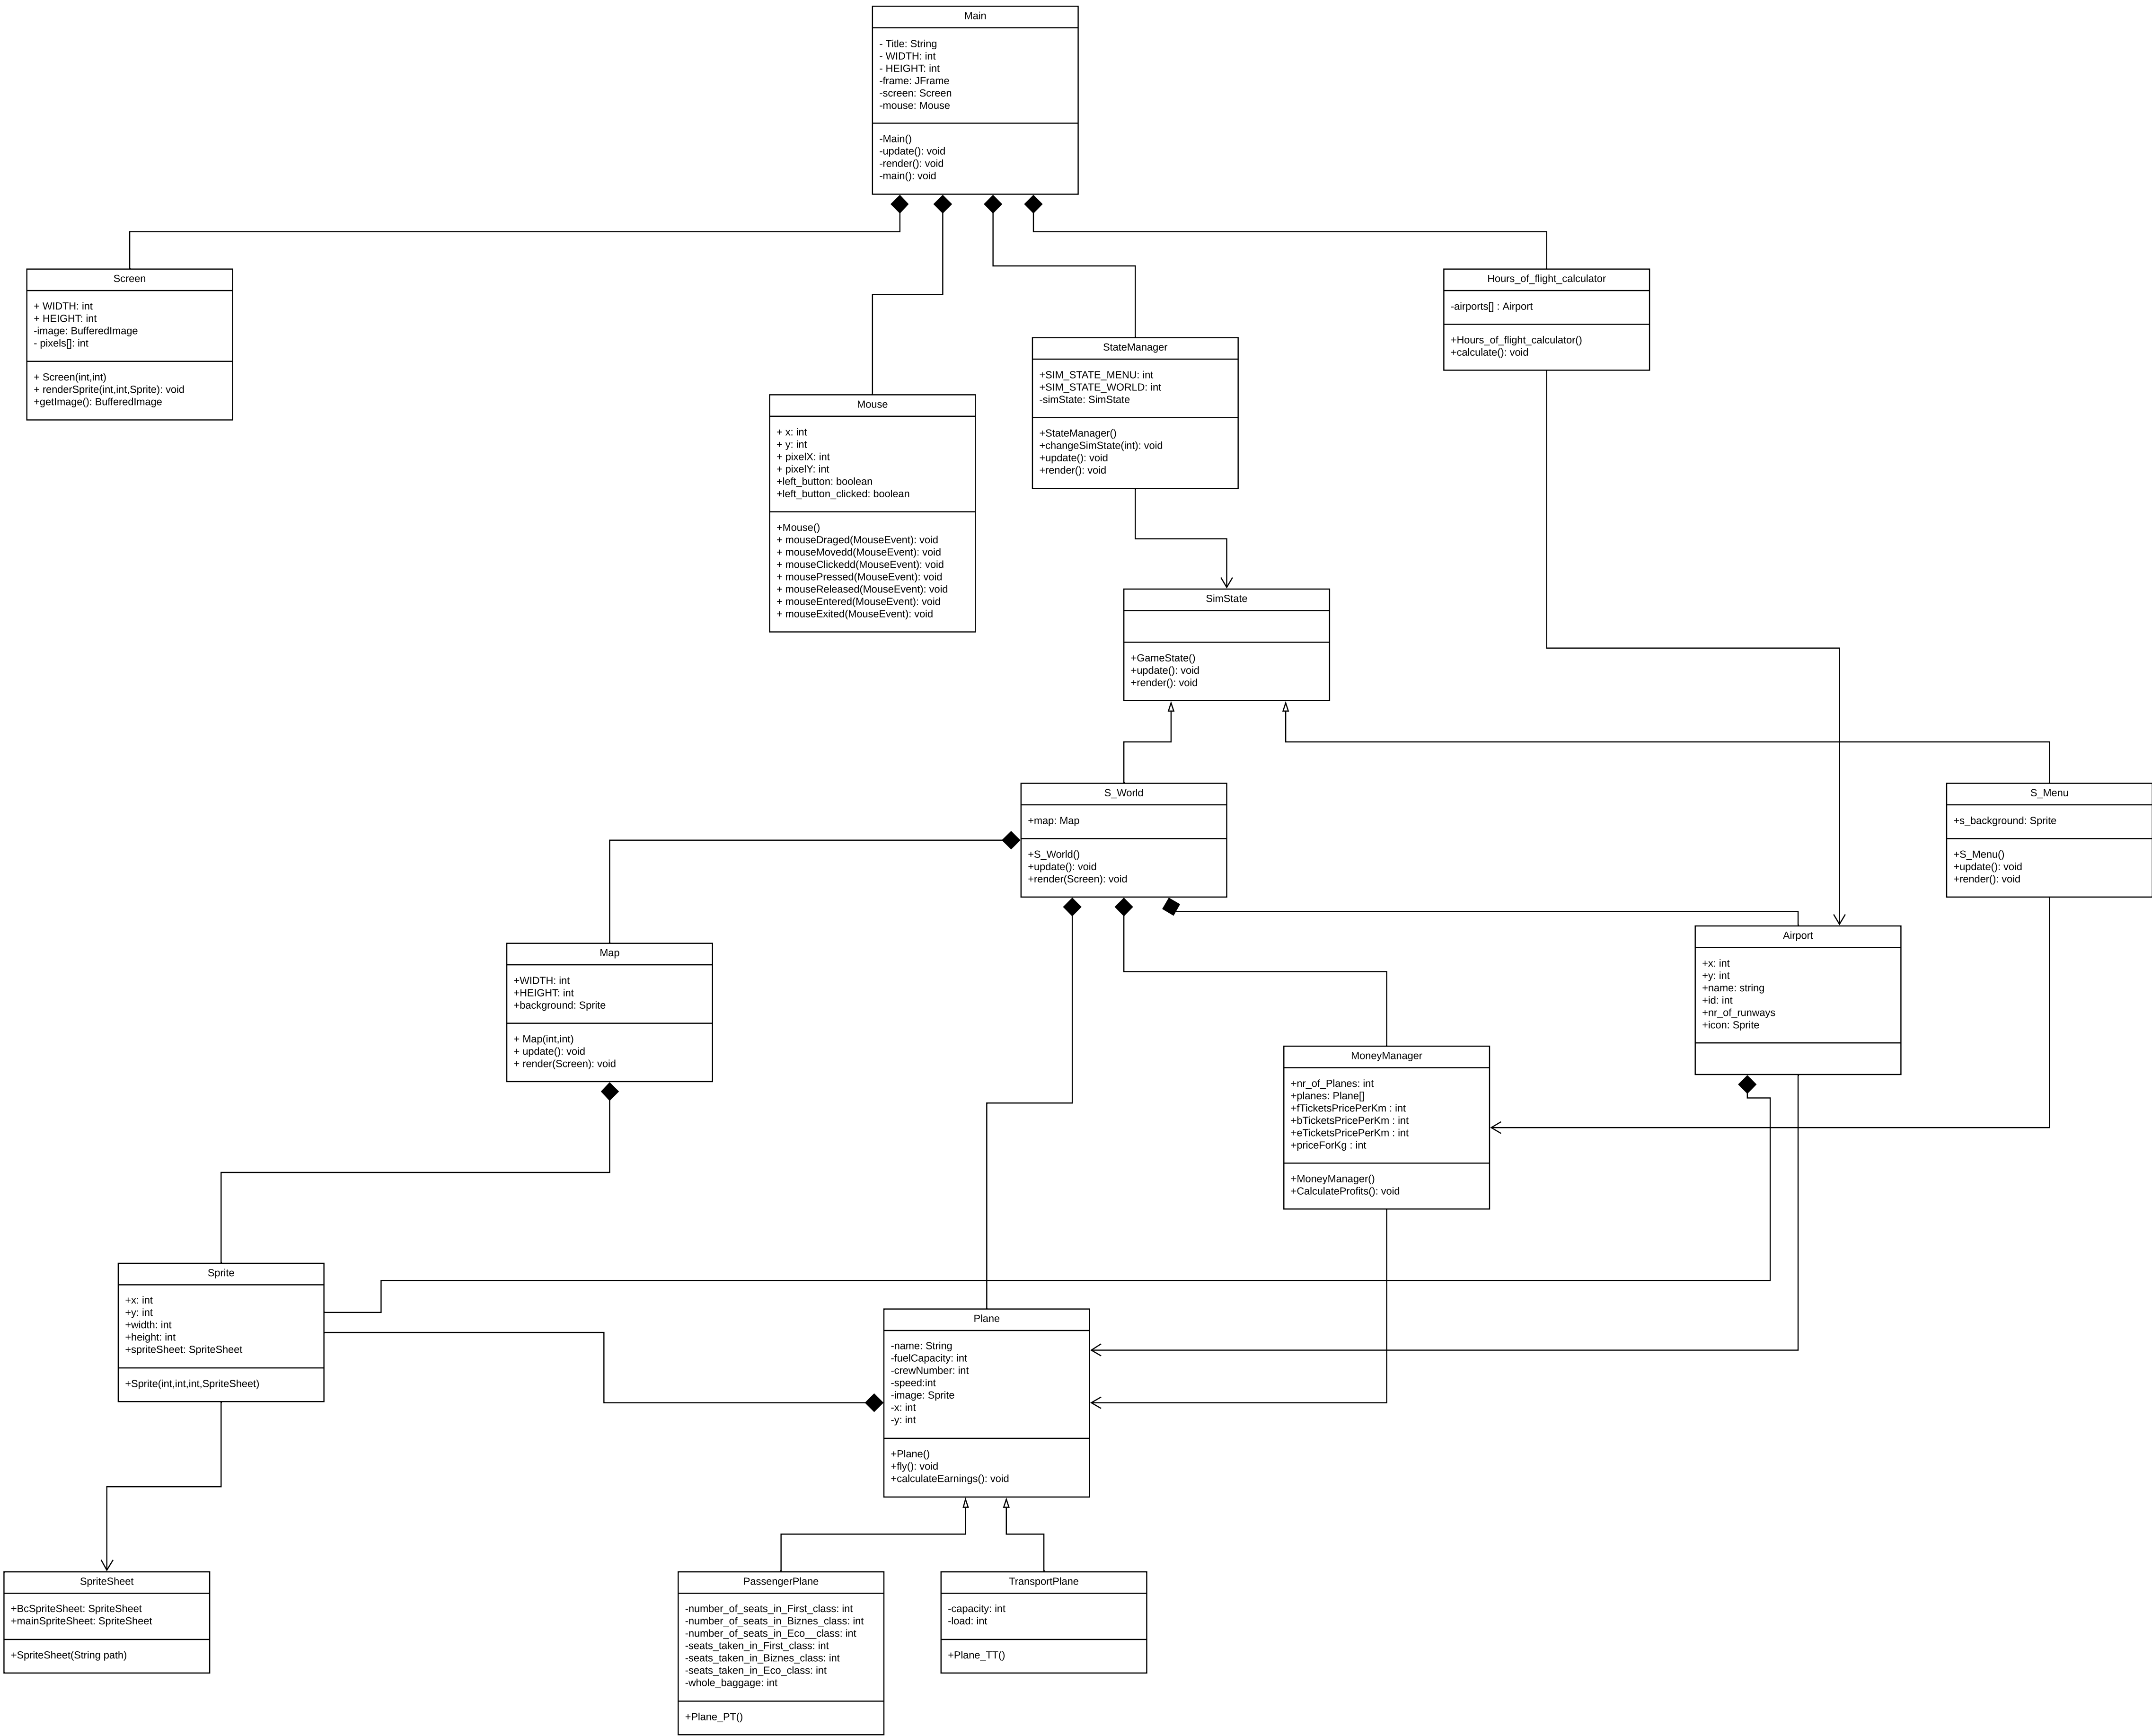 Main
- Title: String
- WIDTH: int
- HEIGHT: int
-frame: JFrame
-screen: Screen
-mouse: Mouse
-Main()
-update(): void
-render(): void
-main(): void
Screen
+ WIDTH: int
+ HEIGHT: int
-image: BufferedImage
- pixels[]: int
+ Screen(int,int)
+ renderSprite(int,int,Sprite): void
+getImage(): BufferedImage
Hours_of_flight_calculator
-airports[] : Airport
+Hours_of_flight_calculator()
+calculate(): void
StateManager
+SIM_STATE_MENU: int
+SIM_STATE_WORLD: int
-simState: SimState
+StateManager()
+changeSimState(int): void
+update(): void
+render(): void
Mouse
+ x: int
+ y: int
+ pixelX: int
+ pixelY: int
+left_button: boolean
+left_button_clicked: boolean
+Mouse()
+ mouseDraged(MouseEvent): void
+ mouseMovedd(MouseEvent): void
+ mouseClickedd(MouseEvent): void
+ mousePressed(MouseEvent): void
+ mouseReleased(MouseEvent): void
+ mouseEntered(MouseEvent): void
+ mouseExited(MouseEvent): void
SimState
+GameState()
+update(): void
+render(): void
S_World
+map: Map
+S_World()
+update(): void
+render(Screen): void
S_Menu
+s_background: Sprite
+S_Menu()
+update(): void
+render(): void
Airport
+x: int
+y: int
+name: string
+id: int
+nr_of_runways
+icon: Sprite
Map
+WIDTH: int
+HEIGHT: int
+background: Sprite
+ Map(int,int)
+ update(): void
+ render(Screen): void
MoneyManager
+nr_of_Planes: int
+planes: Plane[]
+fTicketsPricePerKm : int
+bTicketsPricePerKm : int
+eTicketsPricePerKm : int
+priceForKg : int
+MoneyManager()
+CalculateProfits(): void
Sprite
+x: int
+y: int
+width: int
+height: int
+spriteSheet: SpriteSheet
+Sprite(int,int,int,SpriteSheet)
Plane
-name: String
-fuelCapacity: int
-crewNumber: int
-speed:int
-image: Sprite
-x: int
-y: int
+Plane()
+fly(): void
+calculateEarnings(): void
SpriteSheet
+BcSpriteSheet: SpriteSheet
+mainSpriteSheet: SpriteSheet
+SpriteSheet(String path)
PassengerPlane
-number_of_seats_in_First_class: int
-number_of_seats_in_Biznes_class: int
-number_of_seats_in_Eco__class: int
-seats_taken_in_First_class: int
-seats_taken_in_Biznes_class: int
-seats_taken_in_Eco_class: int
-whole_baggage: int
+Plane_PT()
TransportPlane
-capacity: int
-load: int
+Plane_TT()